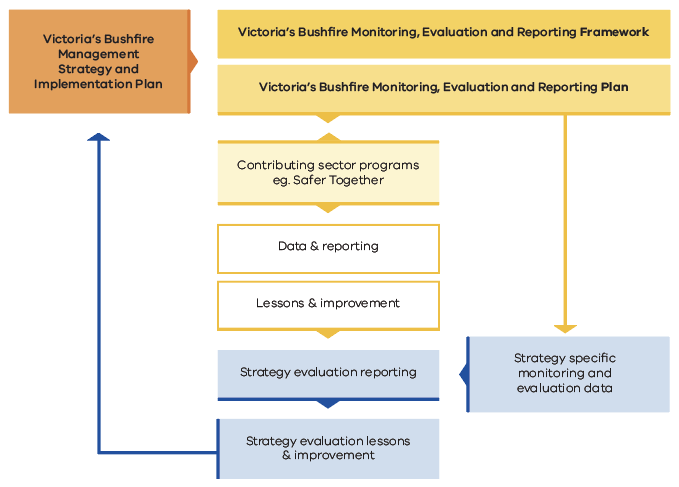 Victoria's Bushfire
Management
Strategy and
Implementation Plan
Victoria's Bushfire Monitoring, Evaluation and Reporting Framework
Victoria's Bushfire Monitoring, Evaluation and Reporting Plan
Contributing sector programs
eg. Safer Together
Data & reporting
Lessons & improvement
Strategy evaluation reporting
Strategy specific
monitoring and
evaluation data
Strategy evaluation lessons
& improvement